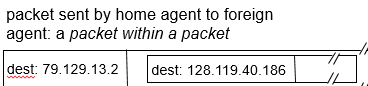 packet sent by home agent to foreign
agent: a packet within a packet
dest: 79.129.13.2
dest: 128.119.40.186